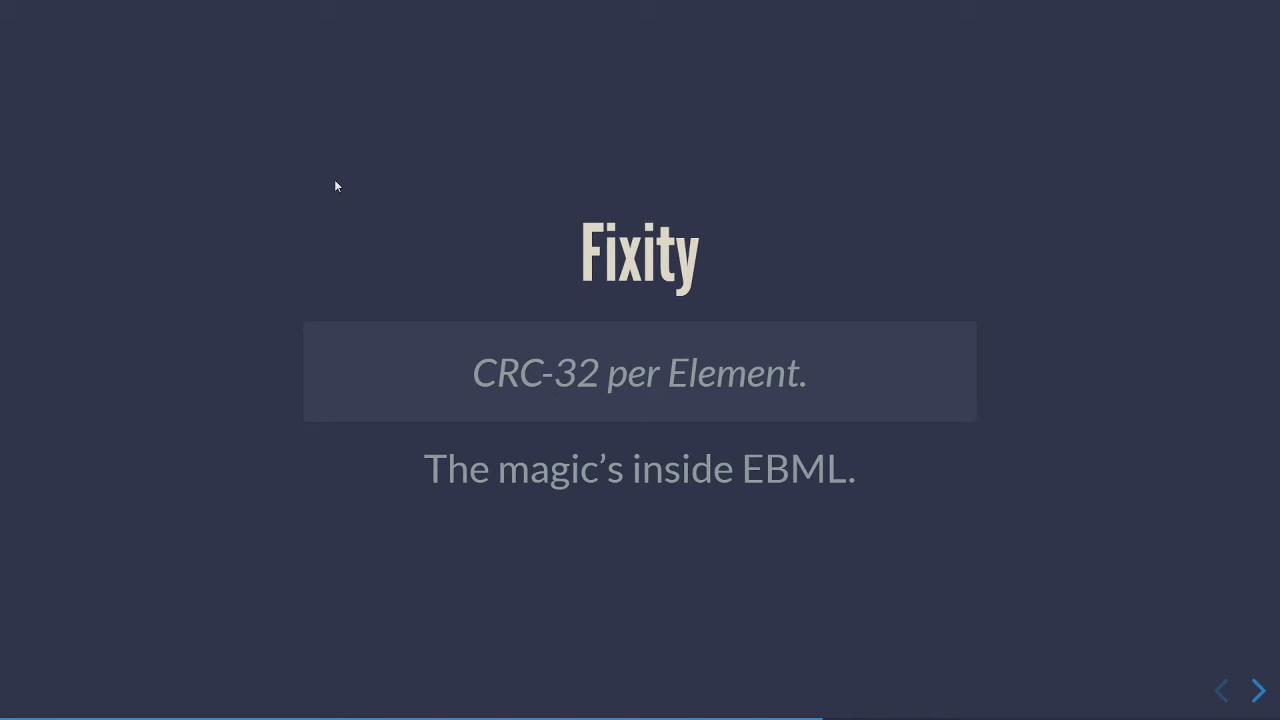 Fixity
CRC-32 per Element.
The magic’s inside EBML.